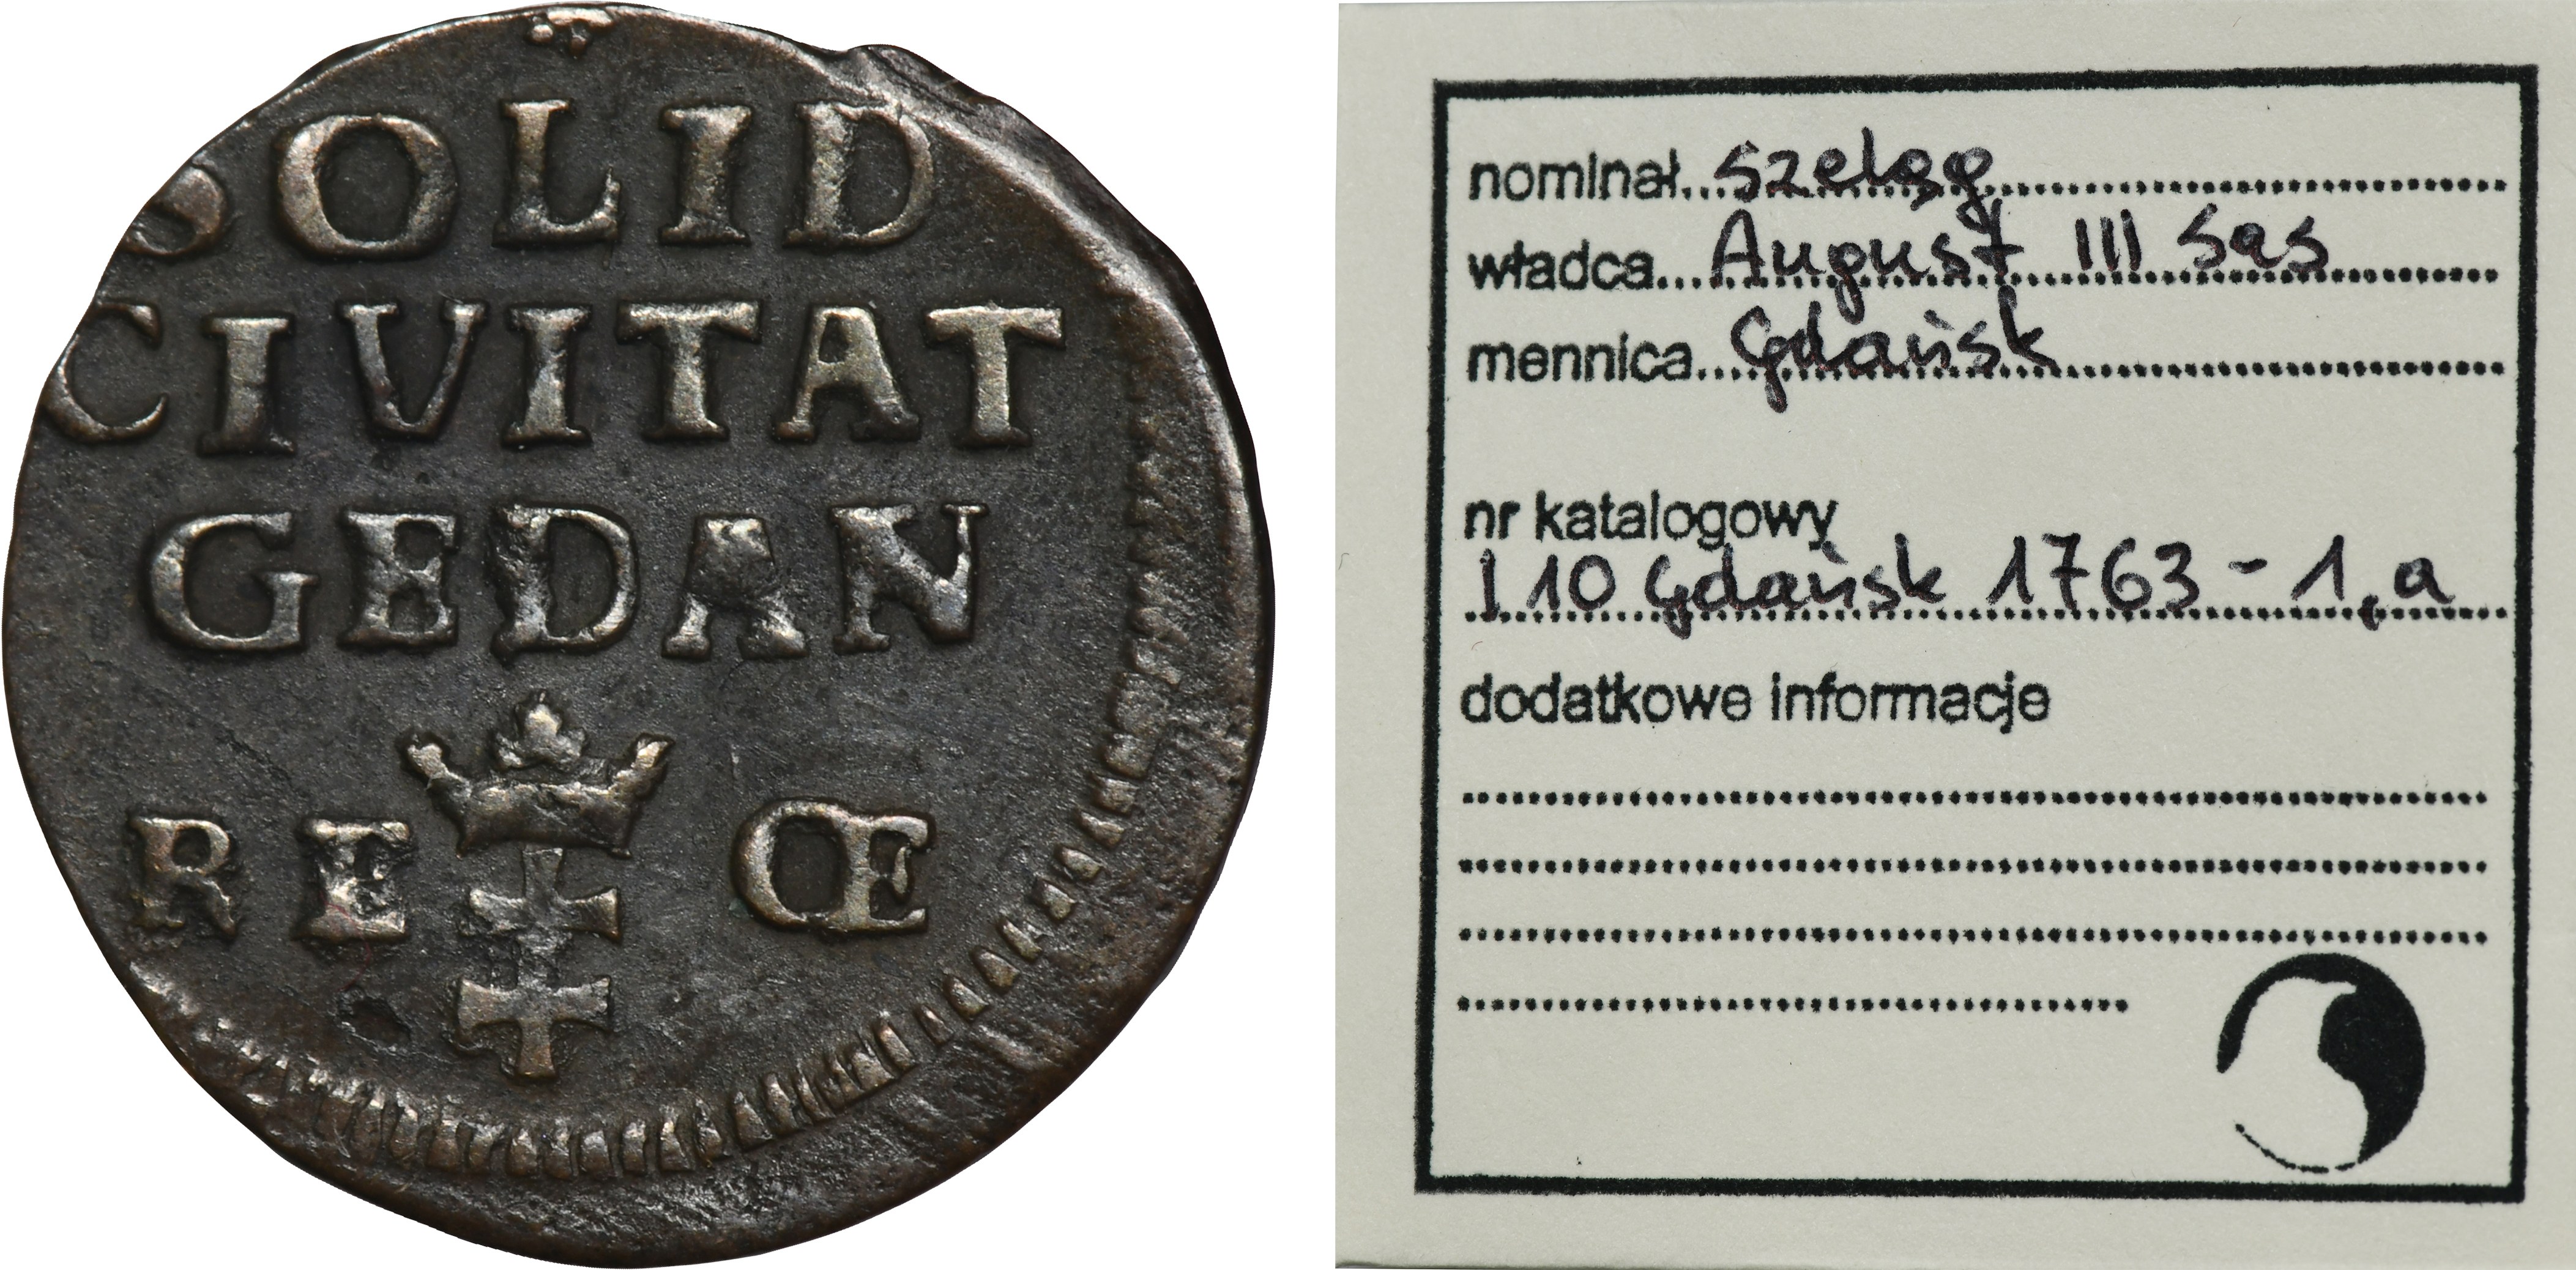 SOLID
CIVITAT
GEDAN
RE ŒE
nominał szeląg
władca August III Sas
mennica Gdańsk
nr katalogowy
I 10 Gdańsk 1763 - 1, a
dodatkowe informacje